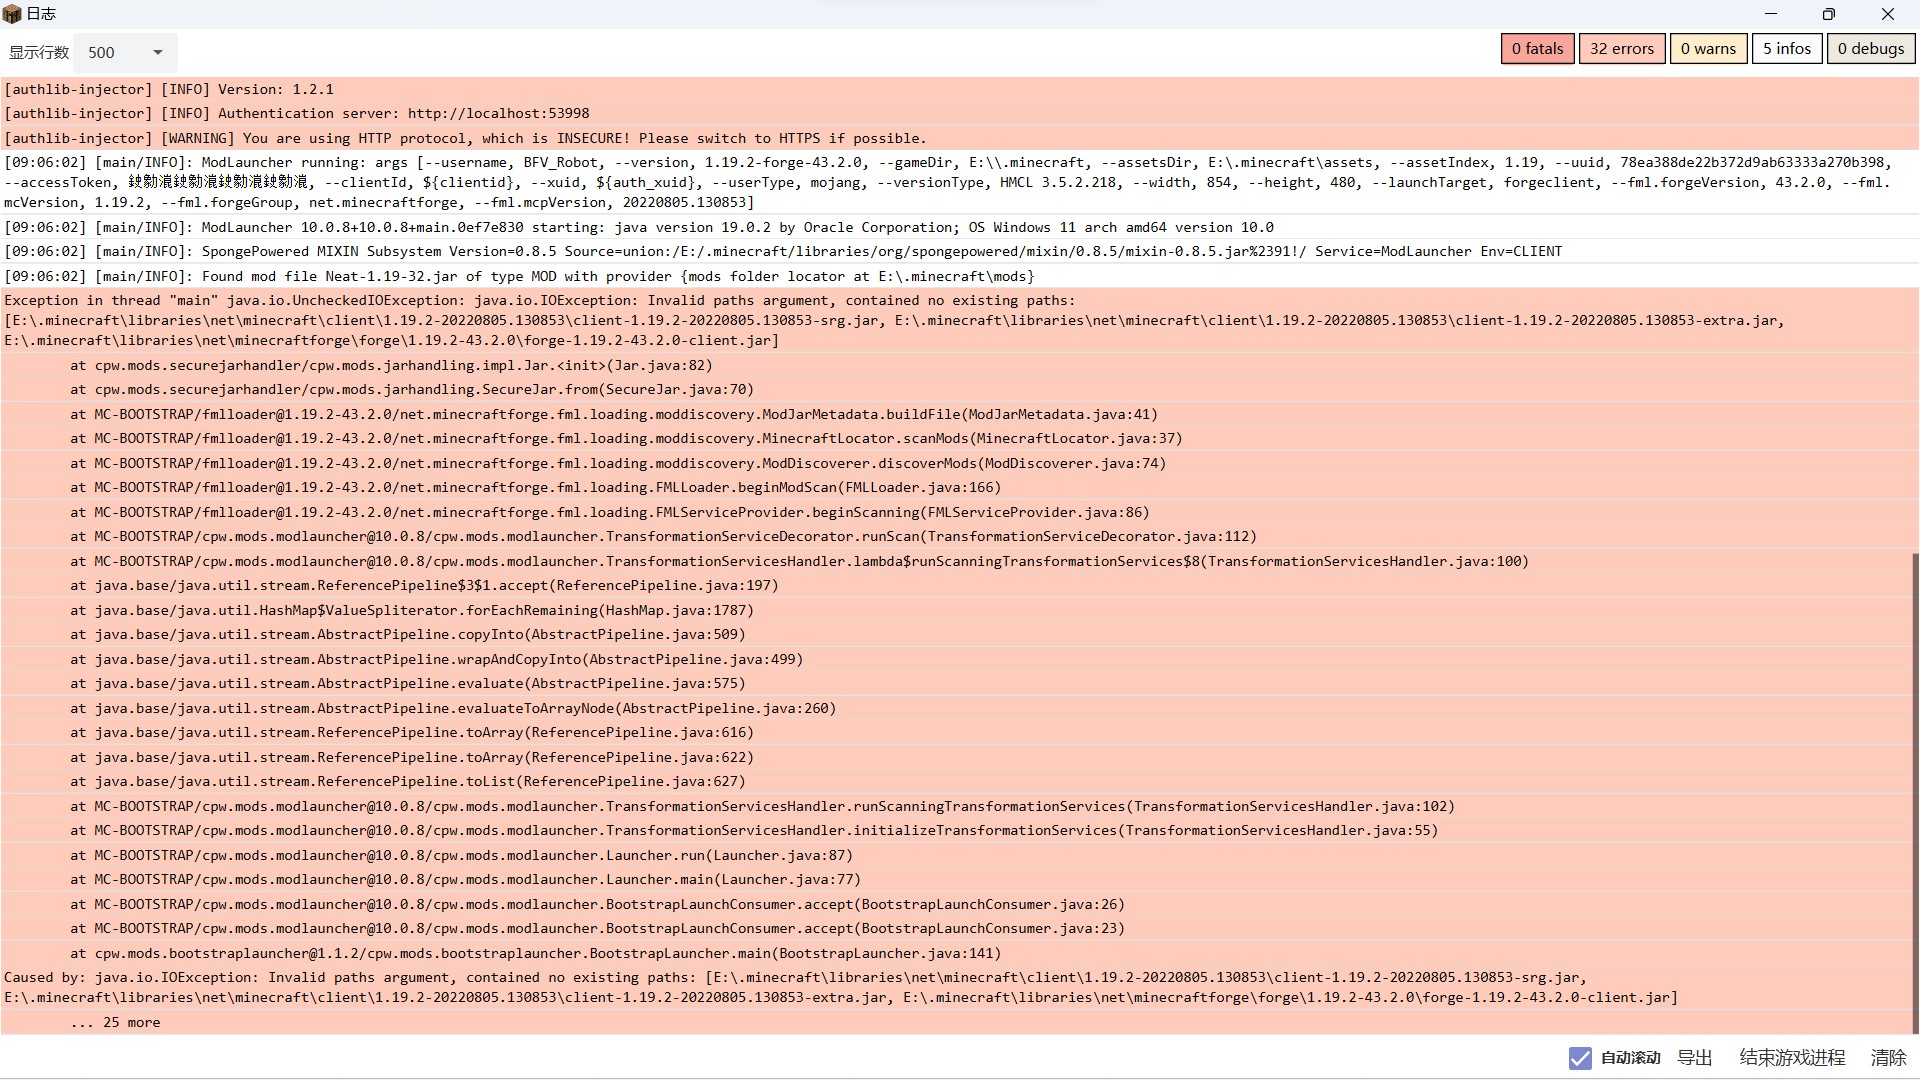 日志
显示行数 500
0 fatals 32 errors 0 warns 5 infos 0 debugs
[authlib-injector] [INFO] Version: 1.2.1
[authlib-injector] [INFO] Authentication server: http://localhost:53998
[authlib-injector] [WARNING] You are using HTTP protocol, which is INSECURE! Please switch to HTTPS if possible.
[09:06:02] [main/INFO]: ModLauncher running: args [--username, BFV_Robot, --version, 1.19.2-forge-43.2.0, --gameDir, E:\\.minecraft, --assetsDir, E:\.minecraft\assets, --assetIndex, 1.19, --uuid, 78ea388de22b372d9ab63333a270b398,
--accessToken, --clientId, ${clientid}, --xuid, ${auth_xuid}, --userType, mojang, --versionType, HMCL 3.5.2.218, --width, 854, --height, 480, --launchTarget, forgeclient, --fml.forgeVersion, 43.2.0, --fml.
mcVersion, 1.19.2, --fml.forgeGroup, net.minecraftforge, --fml.mcpVersion, 20220805.130853]
[09:06:02] [main/INFO]: ModLauncher 10.0.8+10.0.8+main.0ef7e830 starting: java version 19.0.2 by Oracle Corporation; OS Windows 11 arch amd64 version 10.0
[09:06:02] [main/INFO]: SpongePowered MIXIN Subsystem Version=0.8.5 Source=union:/E:/.minecraft/libraries/org/spongepowered/mixin/0.8.5/mixin-0.8.5.jar%2391!/ Service=ModLauncher Env=CLIENT
[09:06:02] [main/INFO]: Found mod file Neat-1.19-32.jar of type MOD with provider {mods folder locator at E:\.minecraft\mods}
Exception in thread "main" java.io.UncheckedIOException: java.io.IOException: Invalid paths argument, contained no existing paths:
[E:\.minecraft\libraries\net\minecraft\client\1.19.2-20220805.130853\client-1.19.2-20220805.130853-srg.jar, E:\.minecraft\libraries\net\minecraft\client\1.19.2-20220805.130853\client-1.19.2-20220805.130853-extra.jar,
E:\.minecraft\libraries\net\minecraftforge\forge\1.19.2-43.2.0\forge-1.19.2-43.2.0-client.jar]
at cpw.mods.securejarhandler/cpw.mods.jarhandling.impl.Jar.<init>(Jar.java:82)
at cpw.mods.securejarhandler/cpw.mods.jarhandling.SecureJar.from(SecureJar.java:70)
at MC-BOOTSTRAP/fmlloader@1.19.2-43.2.0/net.minecraftforge.fml.loading.moddiscovery.ModJarMetadata.buildFile(ModJarMetadata.java:41)
at MC-BOOTSTRAP/fmlloader@1.19.2-43.2.0/net.minecraftforge.fml.loading.moddiscovery.MinecraftLocator.scanMods(MinecraftLocator.java:37)
at MC-BOOTSTRAP/fmlloader@1.19.2-43.2.0/net.minecraftforge.fml.loading.moddiscovery.ModDiscoverer.discoverMods(ModDiscoverer.java:74)
at MC-BOOTSTRAP/fmlloader@1.19.2-43.2.0/net.minecraftforge.fml.loading.FMLLoader.beginModScan(FMLLoader.java:166)
at MC-BOOTSTRAP/fmlloader@1.19.2-43.2.0/net.minecraftforge.fml.loading.FMLServiceProvider.beginScanning(FMLServiceProvider.java:86)
at MC-BOOTSTRAP/cpw.mods.modlauncher@10.0.8/cpw.mods.modlauncher.TransformationServiceDecorator.runScan(TransformationServiceDecorator.java:112)
at MC-BOOTSTRAP/cpw.mods.modlauncher@10.0.8/cpw.mods.modlauncher.TransformationServicesHandler.lambda$runScanningTransformationServices$8(TransformationServicesHandler.java:100)
at java.base/java.util.stream.ReferencePipeline$3$1.accept(ReferencePipeline.java:197)
at java.base/java.util.HashMap$ValueSpliterator.forEachRemaining(HashMap.java:1787)
at java.base/java.util.stream.AbstractPipeline.copyInto(AbstractPipeline.java:509)
at java.base/java.util.stream.AbstractPipeline.wrapAndCopyInto(AbstractPipeline.java:499)
at java.base/java.util.stream.AbstractPipeline.evaluate(AbstractPipeline.java:575)
at java.base/java.util.stream.AbstractPipeline.evaluateToArrayNode(AbstractPipeline.java:260)
at java.base/java.util.stream.ReferencePipeline.toArray(ReferencePipeline.java:616)
at java.base/java.util.stream.ReferencePipeline.toArray(ReferencePipeline.java:622)
at java.base/java.util.stream.ReferencePipeline.toList(ReferencePipeline.java:627)
at MC-BOOTSTRAP/cpw.mods.modlauncher@10.0.8/cpw.mods.modlauncher.TransformationServicesHandler.runScanningTransformationServices(TransformationServicesHandler.java:102)
at MC-BOOTSTRAP/cpw.mods.modlauncher@10.0.8/cpw.mods.modlauncher.TransformationServicesHandler.initializeTransformationServices(TransformationServicesHandler.java:55)
at MC-BOOTSTRAP/cpw.mods.modlauncher@10.0.8/cpw.mods.modlauncher.Launcher.run(Launcher.java:87)
at MC-BOOTSTRAP/cpw.mods.modlauncher@10.0.8/cpw.mods.modlauncher.Launcher.main(Launcher.java:77)
at MC-BOOTSTRAP/cpw.mods.modlauncher@10.0.8/cpw.mods.modlauncher.BootstrapLaunchConsumer.accept(BootstrapLaunchConsumer.java:26)
at MC-BOOTSTRAP/cpw.mods.modlauncher@10.0.8/cpw.mods.modlauncher.BootstrapLaunchConsumer.accept(BootstrapLaunchConsumer.java:23)
at cpw.mods.bootstraplauncher@1.1.2/cpw.mods.bootstraplauncher.BootstrapLauncher.main(BootstrapLauncher.java:141)
Caused by: java.io.IOException: Invalid paths argument, contained no existing paths: [E:\.minecraft\libraries\net\minecraft\client\1.19.2-20220805.130853\client-1.19.2-20220805.130853-srg.jar,
E:\.minecraft\libraries\net\minecraft\client\1.19.2-20220805.130853\client-1.19.2-20220805.130853-extra.jar, E:\.minecraft\libraries\net\minecraftforge\forge\1.19.2-43.2.0\forge-1.19.2-43.2.0-client.jar]
... 25 more
自动滚动 导出 结束游戏进程 清除